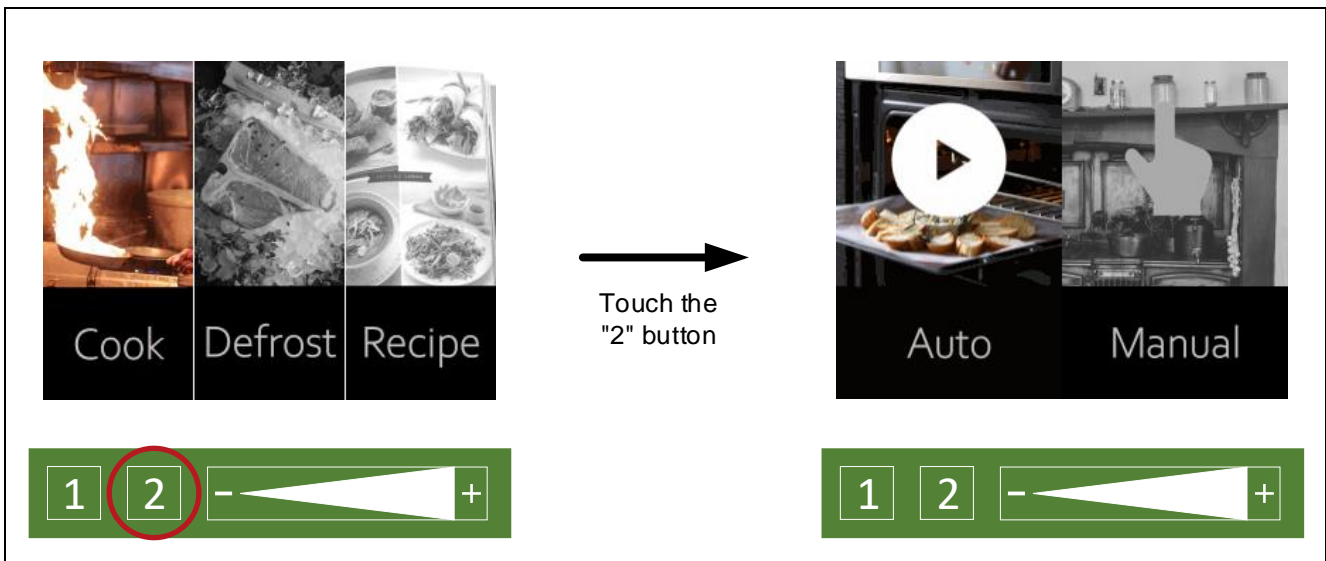 Cook Defrost Recipe
Touch the
"2" button
Auto Manual
1 2 - +
1 2 - +